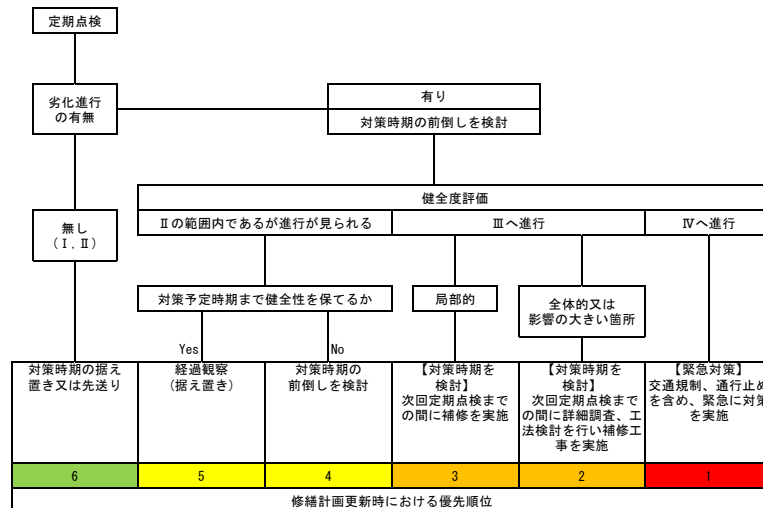 定期点検
劣化進行
の有無
有り
対策時期の前倒しを検討
健全度評価
Ⅱの範囲内であるが進行が見られる
Ⅲへ進行
Ⅳへ進行
無し
(Ⅰ,Ⅱ)
対策予定時期まで健全性を保てるか
局部的
全体的又は
影響の大きい箇所
Yes
No
対策時期の据え
置き又は先送り
経過観察
(据え置き)
対策時期の
前倒しを検討
【対策時期を
検討】
次回定期点検まで
の間に補修を実施
【対策時期を
検討】
次回定期点検まで
の間に詳細調査、工
法検討を行い補修工
事を実施
【緊急対策】
交通規制、通行止め
を含め、緊急に対策
を実施
6
5
4
3
2
1
修繕計画更新時における優先順位